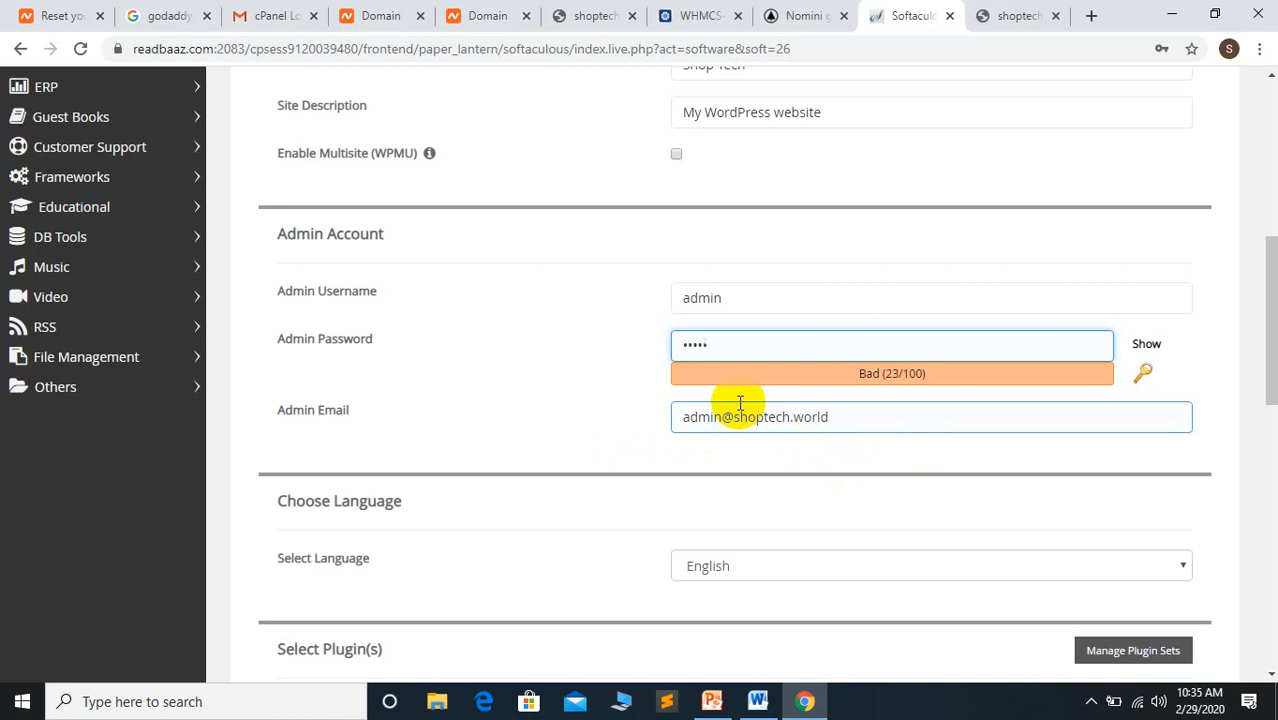 Reset you
godaddy.
cPanel Lo
Domain
Domain
shoptech
WHMCS-
Nomini g
Softacul
shoptech
readbaaz.com:2083/cpsess9120039480/frontend/paper_lantern/softaculous/index.live.php?act=software&soft=26
S
ERP
Guest Books
Customer Support
Frameworks
Educational
DB Tools
Music
Video
RSS
File Management
Others
Shop Tech
Site Description
My WordPress website
Enable Multisite (WPMU)
Admin Account
Admin Username
admin
Admin Password
•••••
Show
Bad (23/100)
Admin Email
admin@shoptech.world
Choose Language
Select Language
English
Select Plugin(s)
Manage Plugin Sets
Type here to search
10:35 AM
2/29/2020